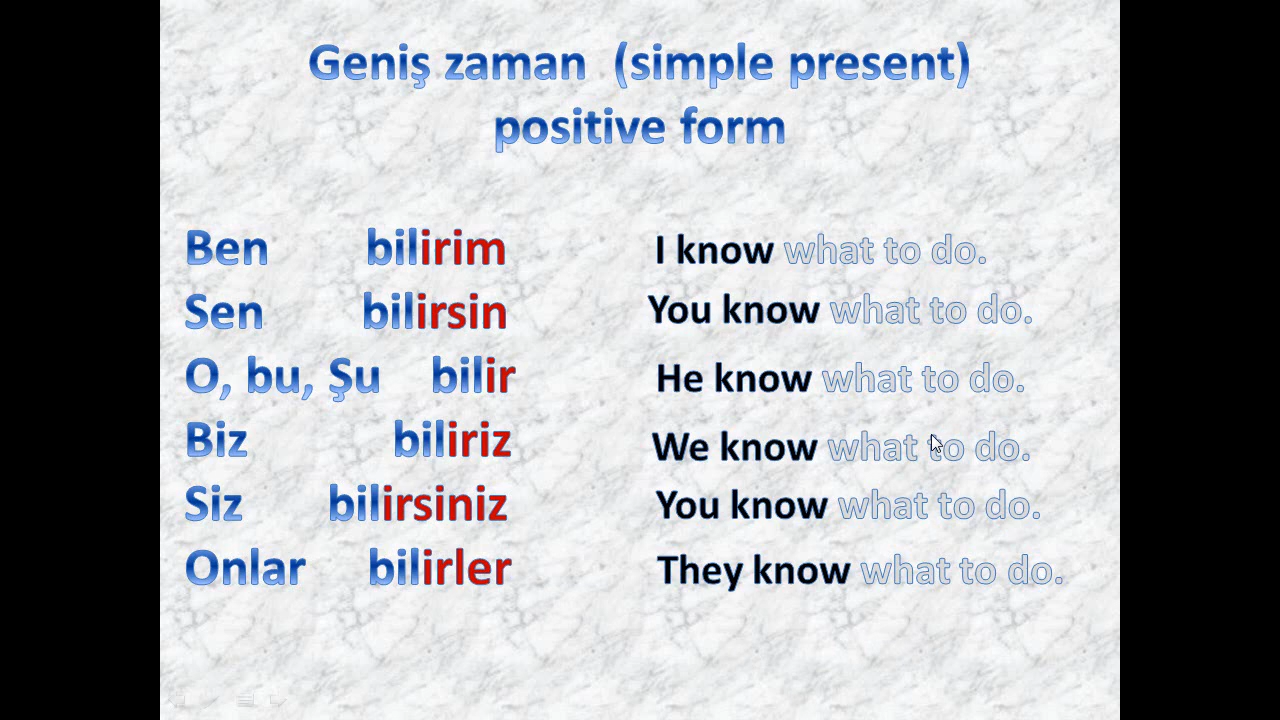 Geniş zaman (simple present)
positive form
Ben bilirim I know what to do.
Sen bilirsin You know what to do.
O, bu, Şu bilir He know what to do.
Biz biliriz We know what to do.
Siz bilirsiniz You know what to do.
Onlar bilirler They know what to do.